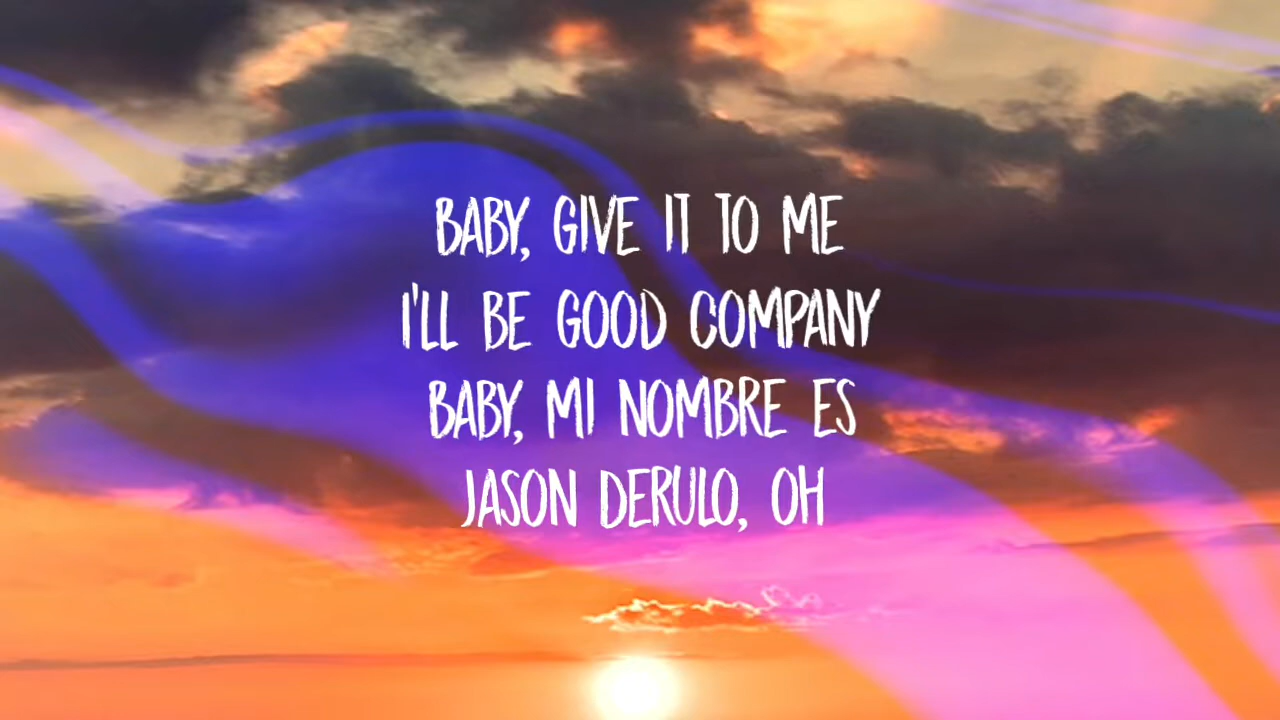 BABY, GIVE IT TO ME
I'LL BE GOOD COMPANY
BABY, MI NOMBRE ES
JASON DERULO, OH